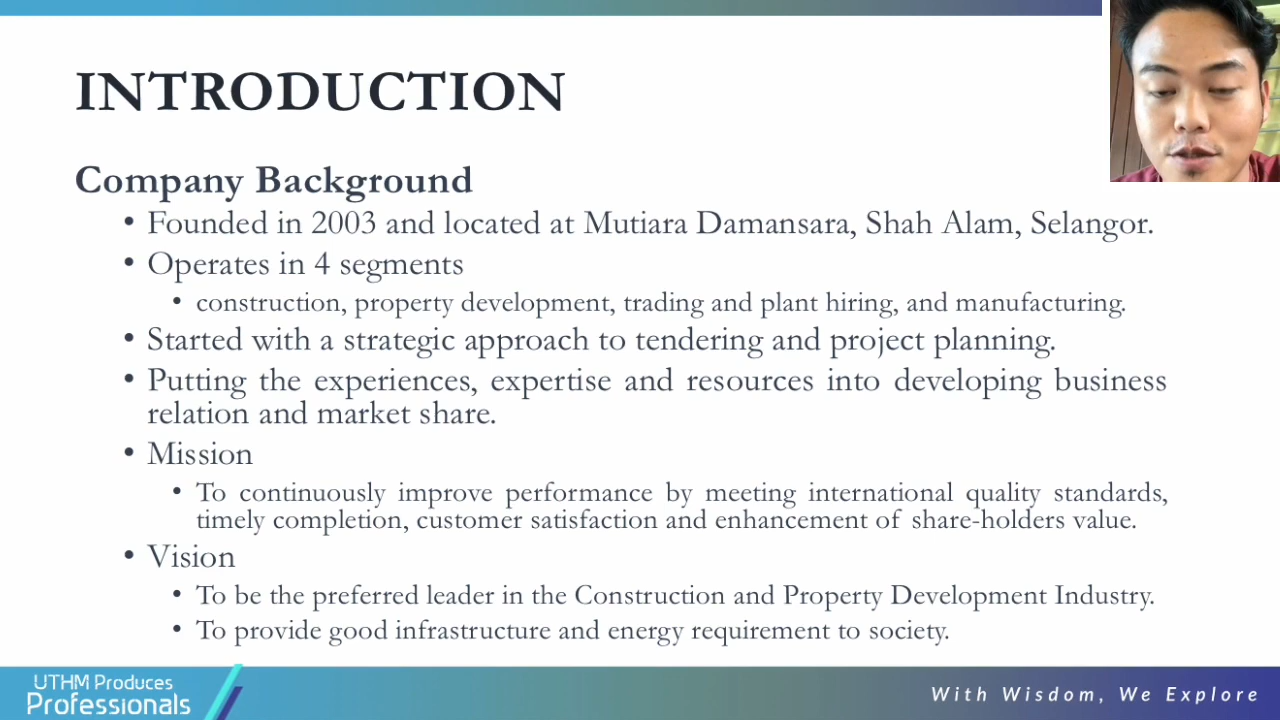 INTRODUCTION
Company Background
• Founded in 2003 and located at Mutiara Damansara, Shah Alam, Selangor.
• Operates in 4 segments
• construction, property development, trading and plant hiring, and manufacturing.
• Started with a strategic approach to tendering and project planning.
• Putting the experiences, expertise and resources into developing business
relation and market share.
• Mission
• To continuously improve performance by meeting international quality standards,
timely completion, customer satisfaction and enhancement of share-holders value.
• Vision
• To be the preferred leader in the Construction and Property Development Industry.
• To provide good infrastructure and energy requirement to society.
UTHM Produces
Professionals
With Wisdom, We Explore